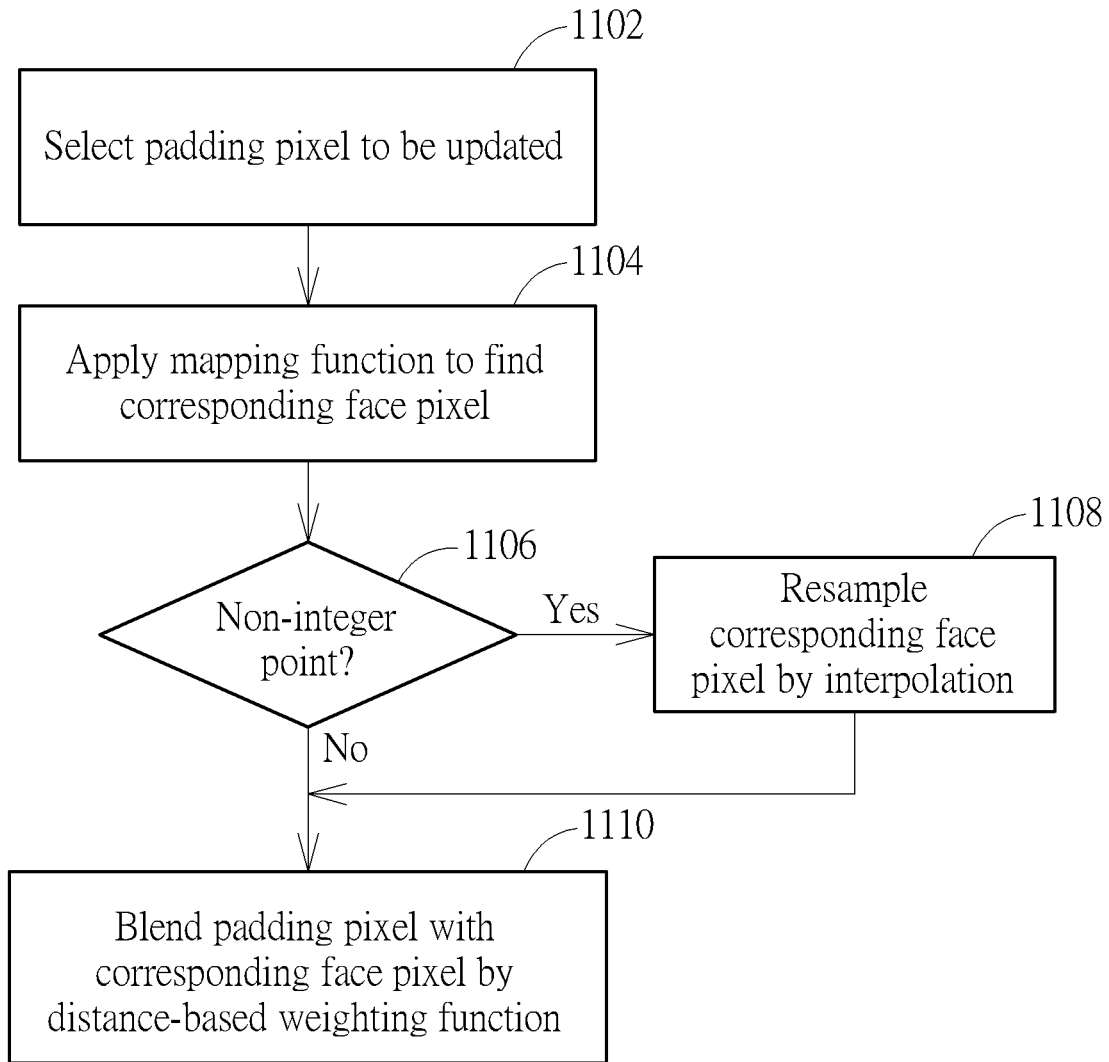 1102
Select padding pixel to be updated
1104
Apply mapping function to find
corresponding face pixel
1106
Non-integer
point?
Yes
1108
Resample
corresponding face
pixel by interpolation
No
1110
Blend padding pixel with
corresponding face pixel by
distance-based weighting function